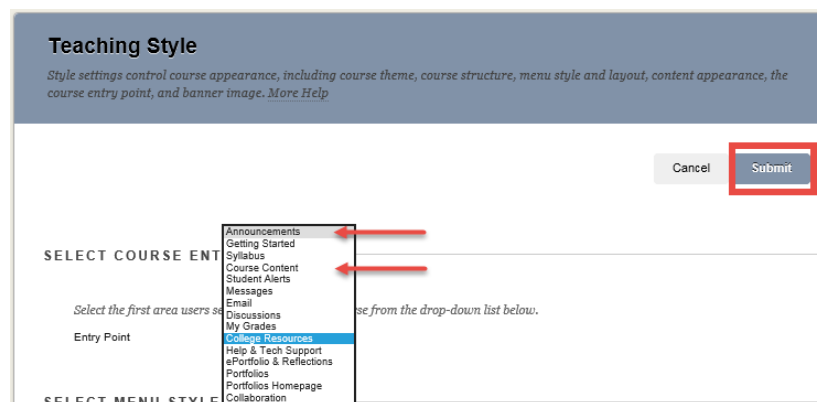 Teaching Style
Style settings control course appearance, including course theme, course structure, menu style and layout, content appearance, the
course entry point, and banner image. More Help
Cancel
Submit
SELECT COURSE ENT
Announcements
Getting Started
Syllabus
Course Content
Student Alerts
Messages
Email
Discussions
My Grades
College Resources
Help & Tech Support
ePortfolio & Reflections
Portfolios
Portfolios Homepage
Collaboration
Select the first area users se
se from the drop-down list below.
Entry Point
SELECT MENU STYLE